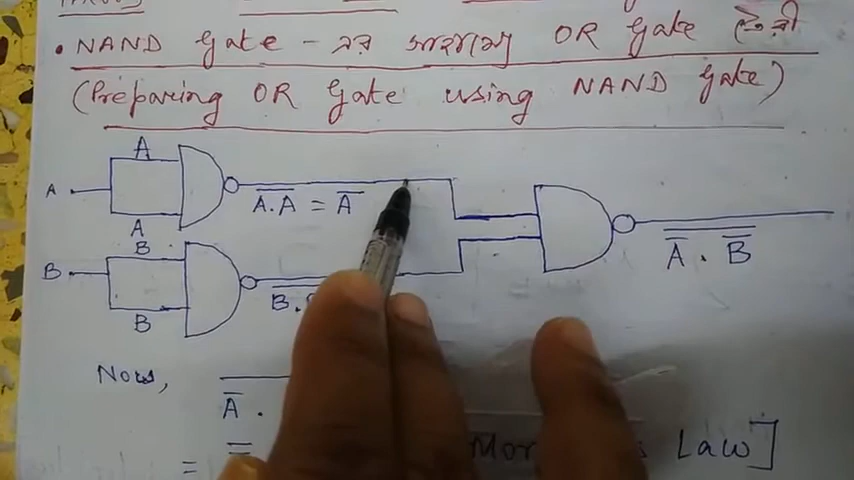 • NAND Gate - এর সাহায্যে OR Gate তৈরী
(Preparing OR Gate using NAND Gate)
A
A
A̅.̅A̅ = A̅
A
B
B
B.
B
A̅ . B̅
Now,
A̅ .
=
Law]